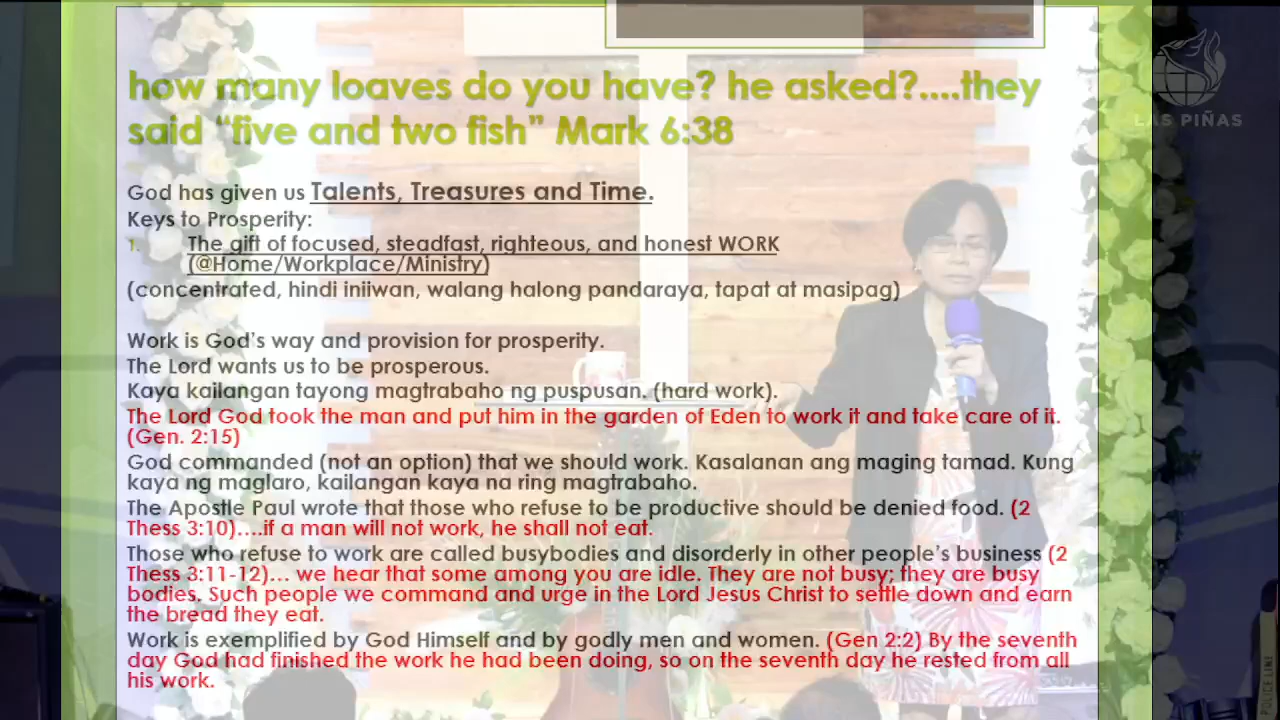 how many loaves do you have? he asked?....they
said “five and two fish” Mark 6:38
LAS PIÑAS
God has given us Talents, Treasures and Time.
Keys to Prosperity:
1. The gift of focused, steadfast, righteous, and honest WORK
(@Home/Workplace/Ministry)
(concentrated, hindi iniiwan, walang halong pandaraya, tapat at masipag)
Work is God’s way and provision for prosperity.
The Lord wants us to be prosperous.
Kaya kailangan tayong magtrabaho ng puspusan. (hard work).
The Lord God took the man and put him in the garden of Eden to work it and take care of it.
(Gen. 2:15)
God commanded (not an option) that we should work. Kasalanan ang maging tamad. Kung
kaya ng maglaro, kailangan kaya na ring magtrabaho.
The Apostle Paul wrote that those who refuse to be productive should be denied food. (2
Thess 3:10)….if a man will not work, he shall not eat.
Those who refuse to work are called busybodies and disorderly in other people’s business (2
Thess 3:11-12)… we hear that some among you are idle. They are not busy; they are busy
bodies. Such people we command and urge in the Lord Jesus Christ to settle down and earn
the bread they eat.
Work is exemplified by God Himself and by godly men and women. (Gen 2:2) By the seventh
day God had finished the work he had been doing, so on the seventh day he rested from all
his work.
POLICE LINE